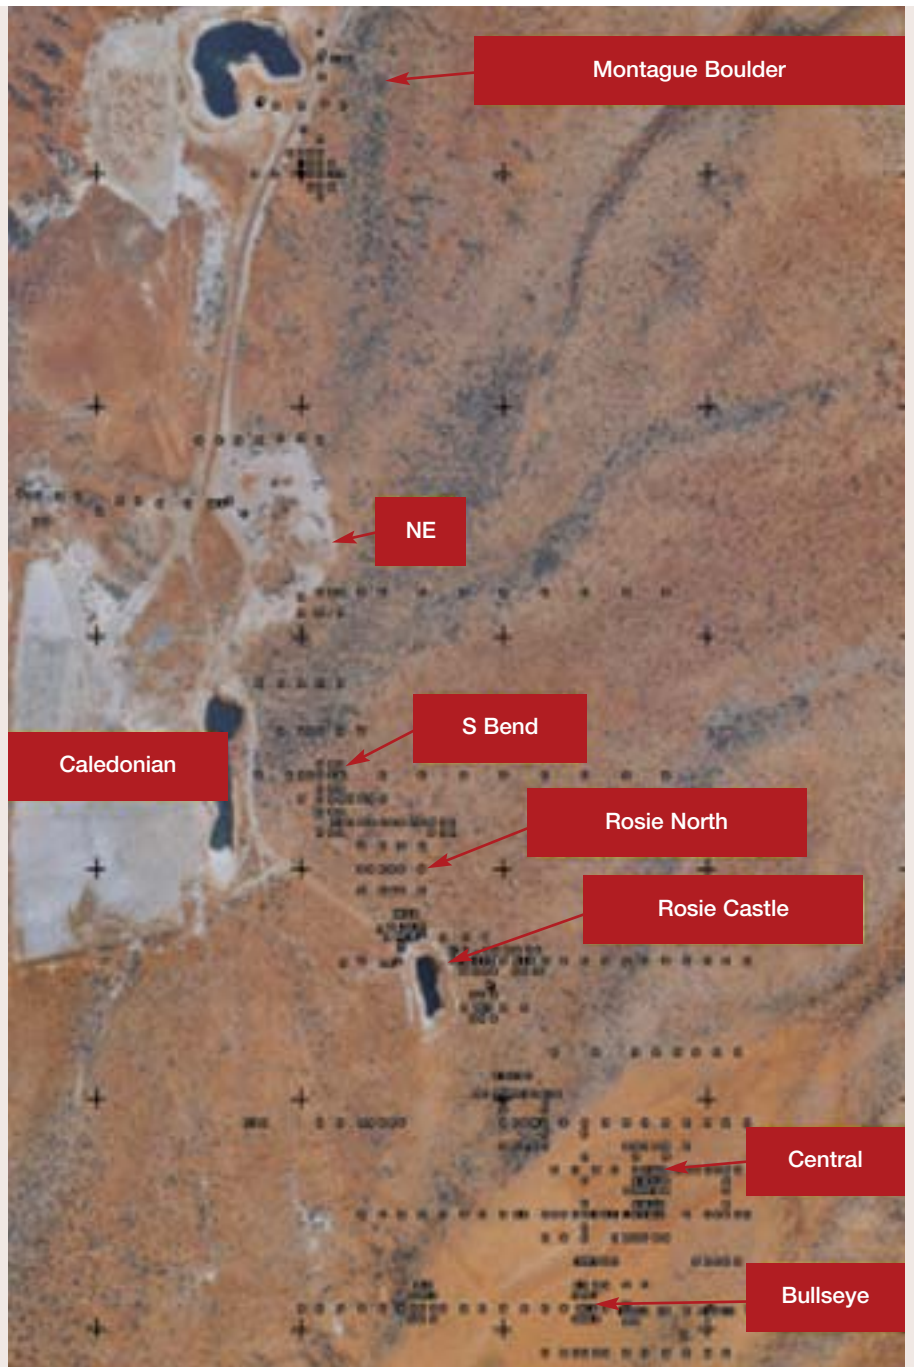 Montague Boulder
NE
S Bend
Caledonian
Rosie North
Rosie Castle
Central
Bullseye